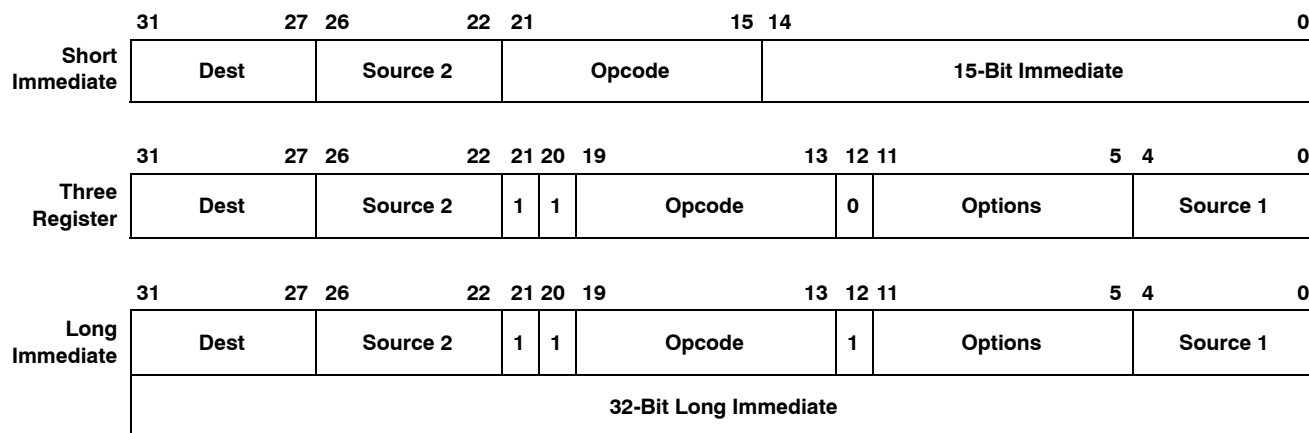 31 27 26 22 21 15 14 0
Short Immediate Dest Source 2 Opcode 15-Bit Immediate
31 27 26 22 21 20 19 13 12 11 5 4 0
Three Register Dest Source 2 1 1 Opcode 0 Options Source 1
31 27 26 22 21 20 19 13 12 11 5 4 0
Long Immediate Dest Source 2 1 1 Opcode 1 Options Source 1
32-Bit Long Immediate